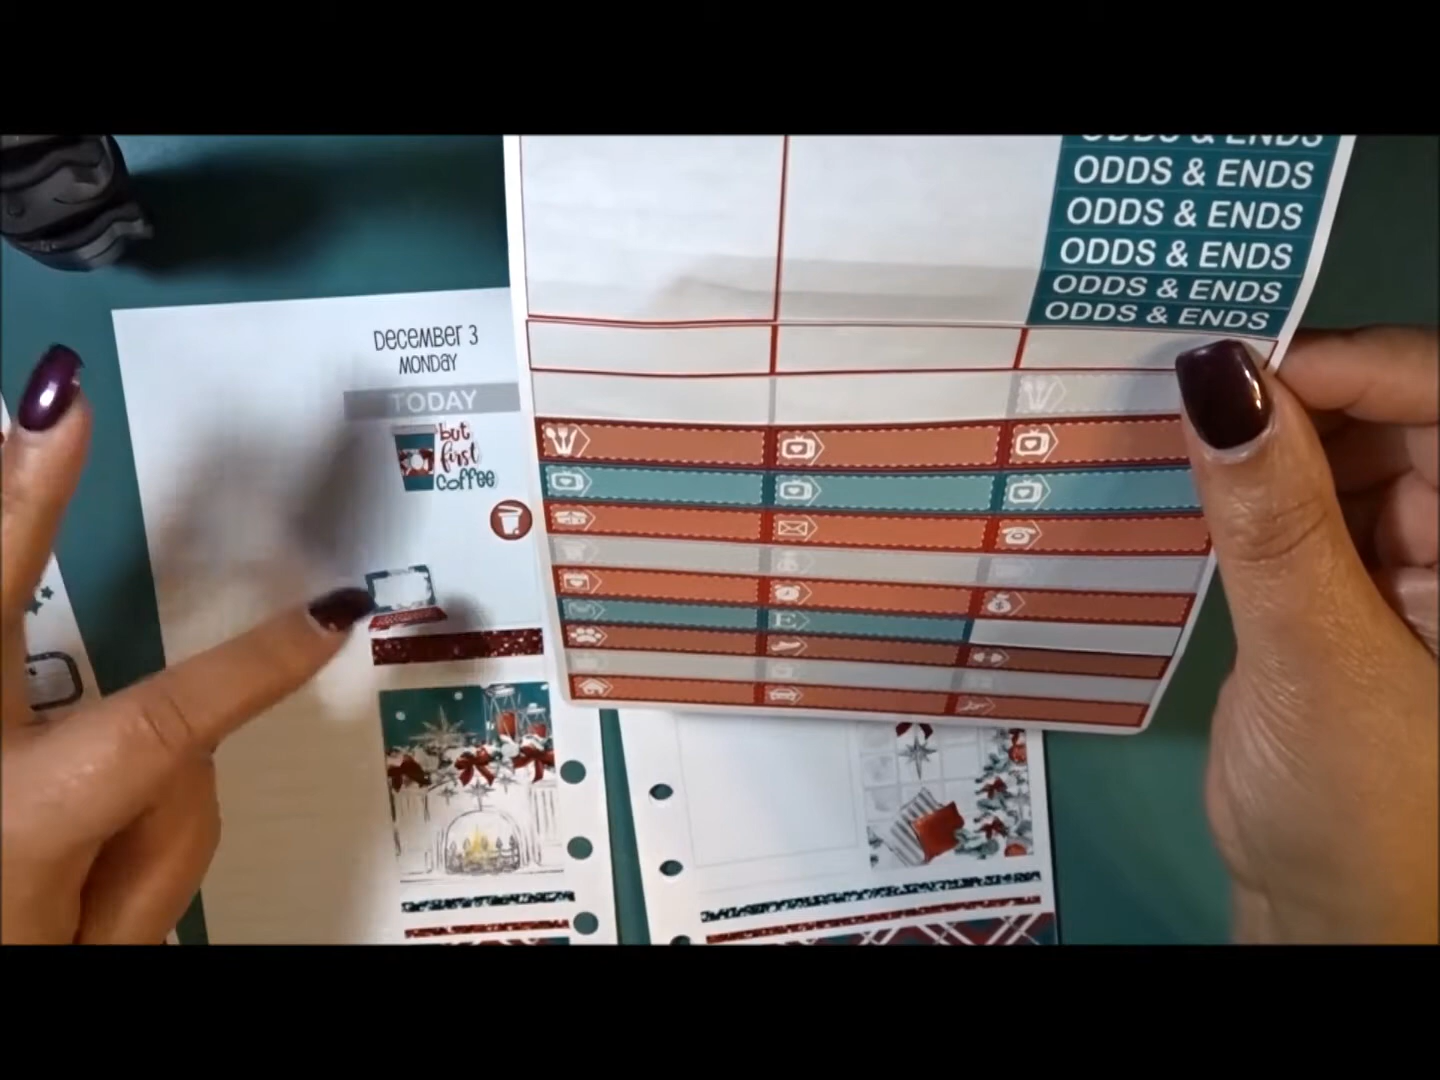 ODDS & ENDS
ODDS & ENDS
ODDS & ENDS
ODDS & ENDS
ODDS & ENDS
ODDS & ENDS
DECEMBER 3
MONDAY
TODAY
but
first
coffee
E